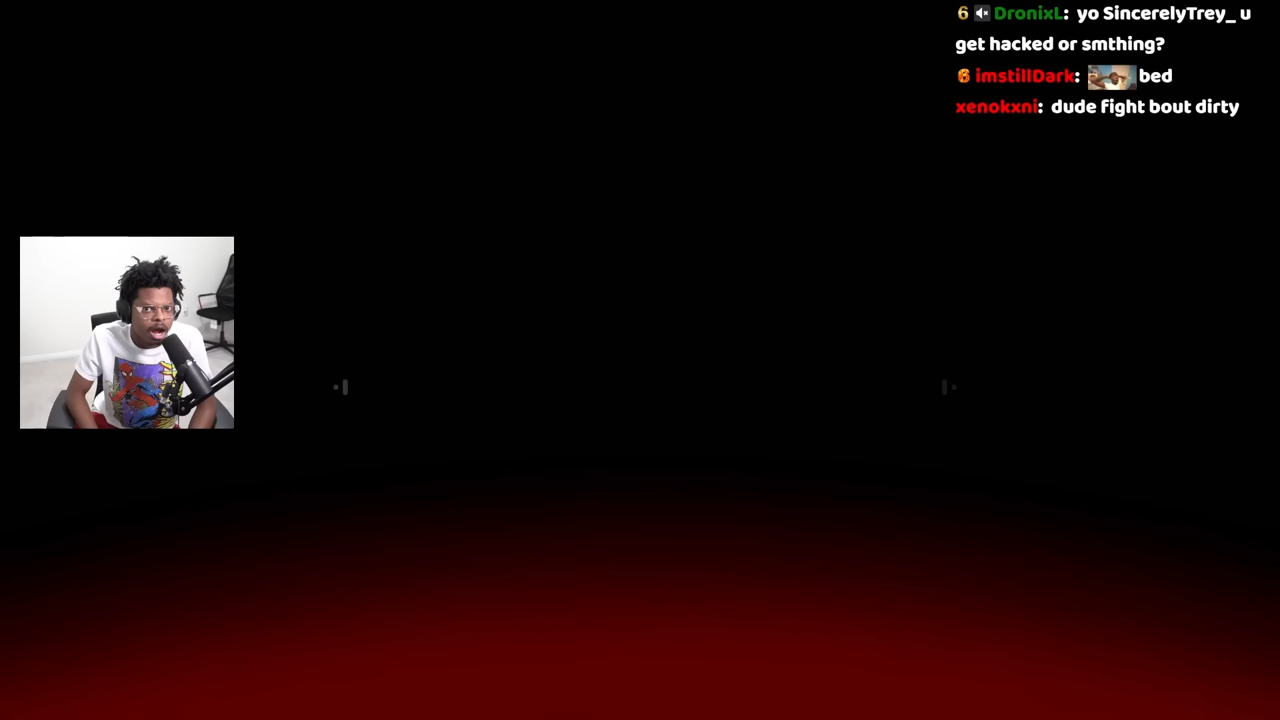 6 DronixL: yo SincerelyTrey_ u
get hacked or smthing?
6 imstillDark: bed
xenokxni: dude fight bout dirty